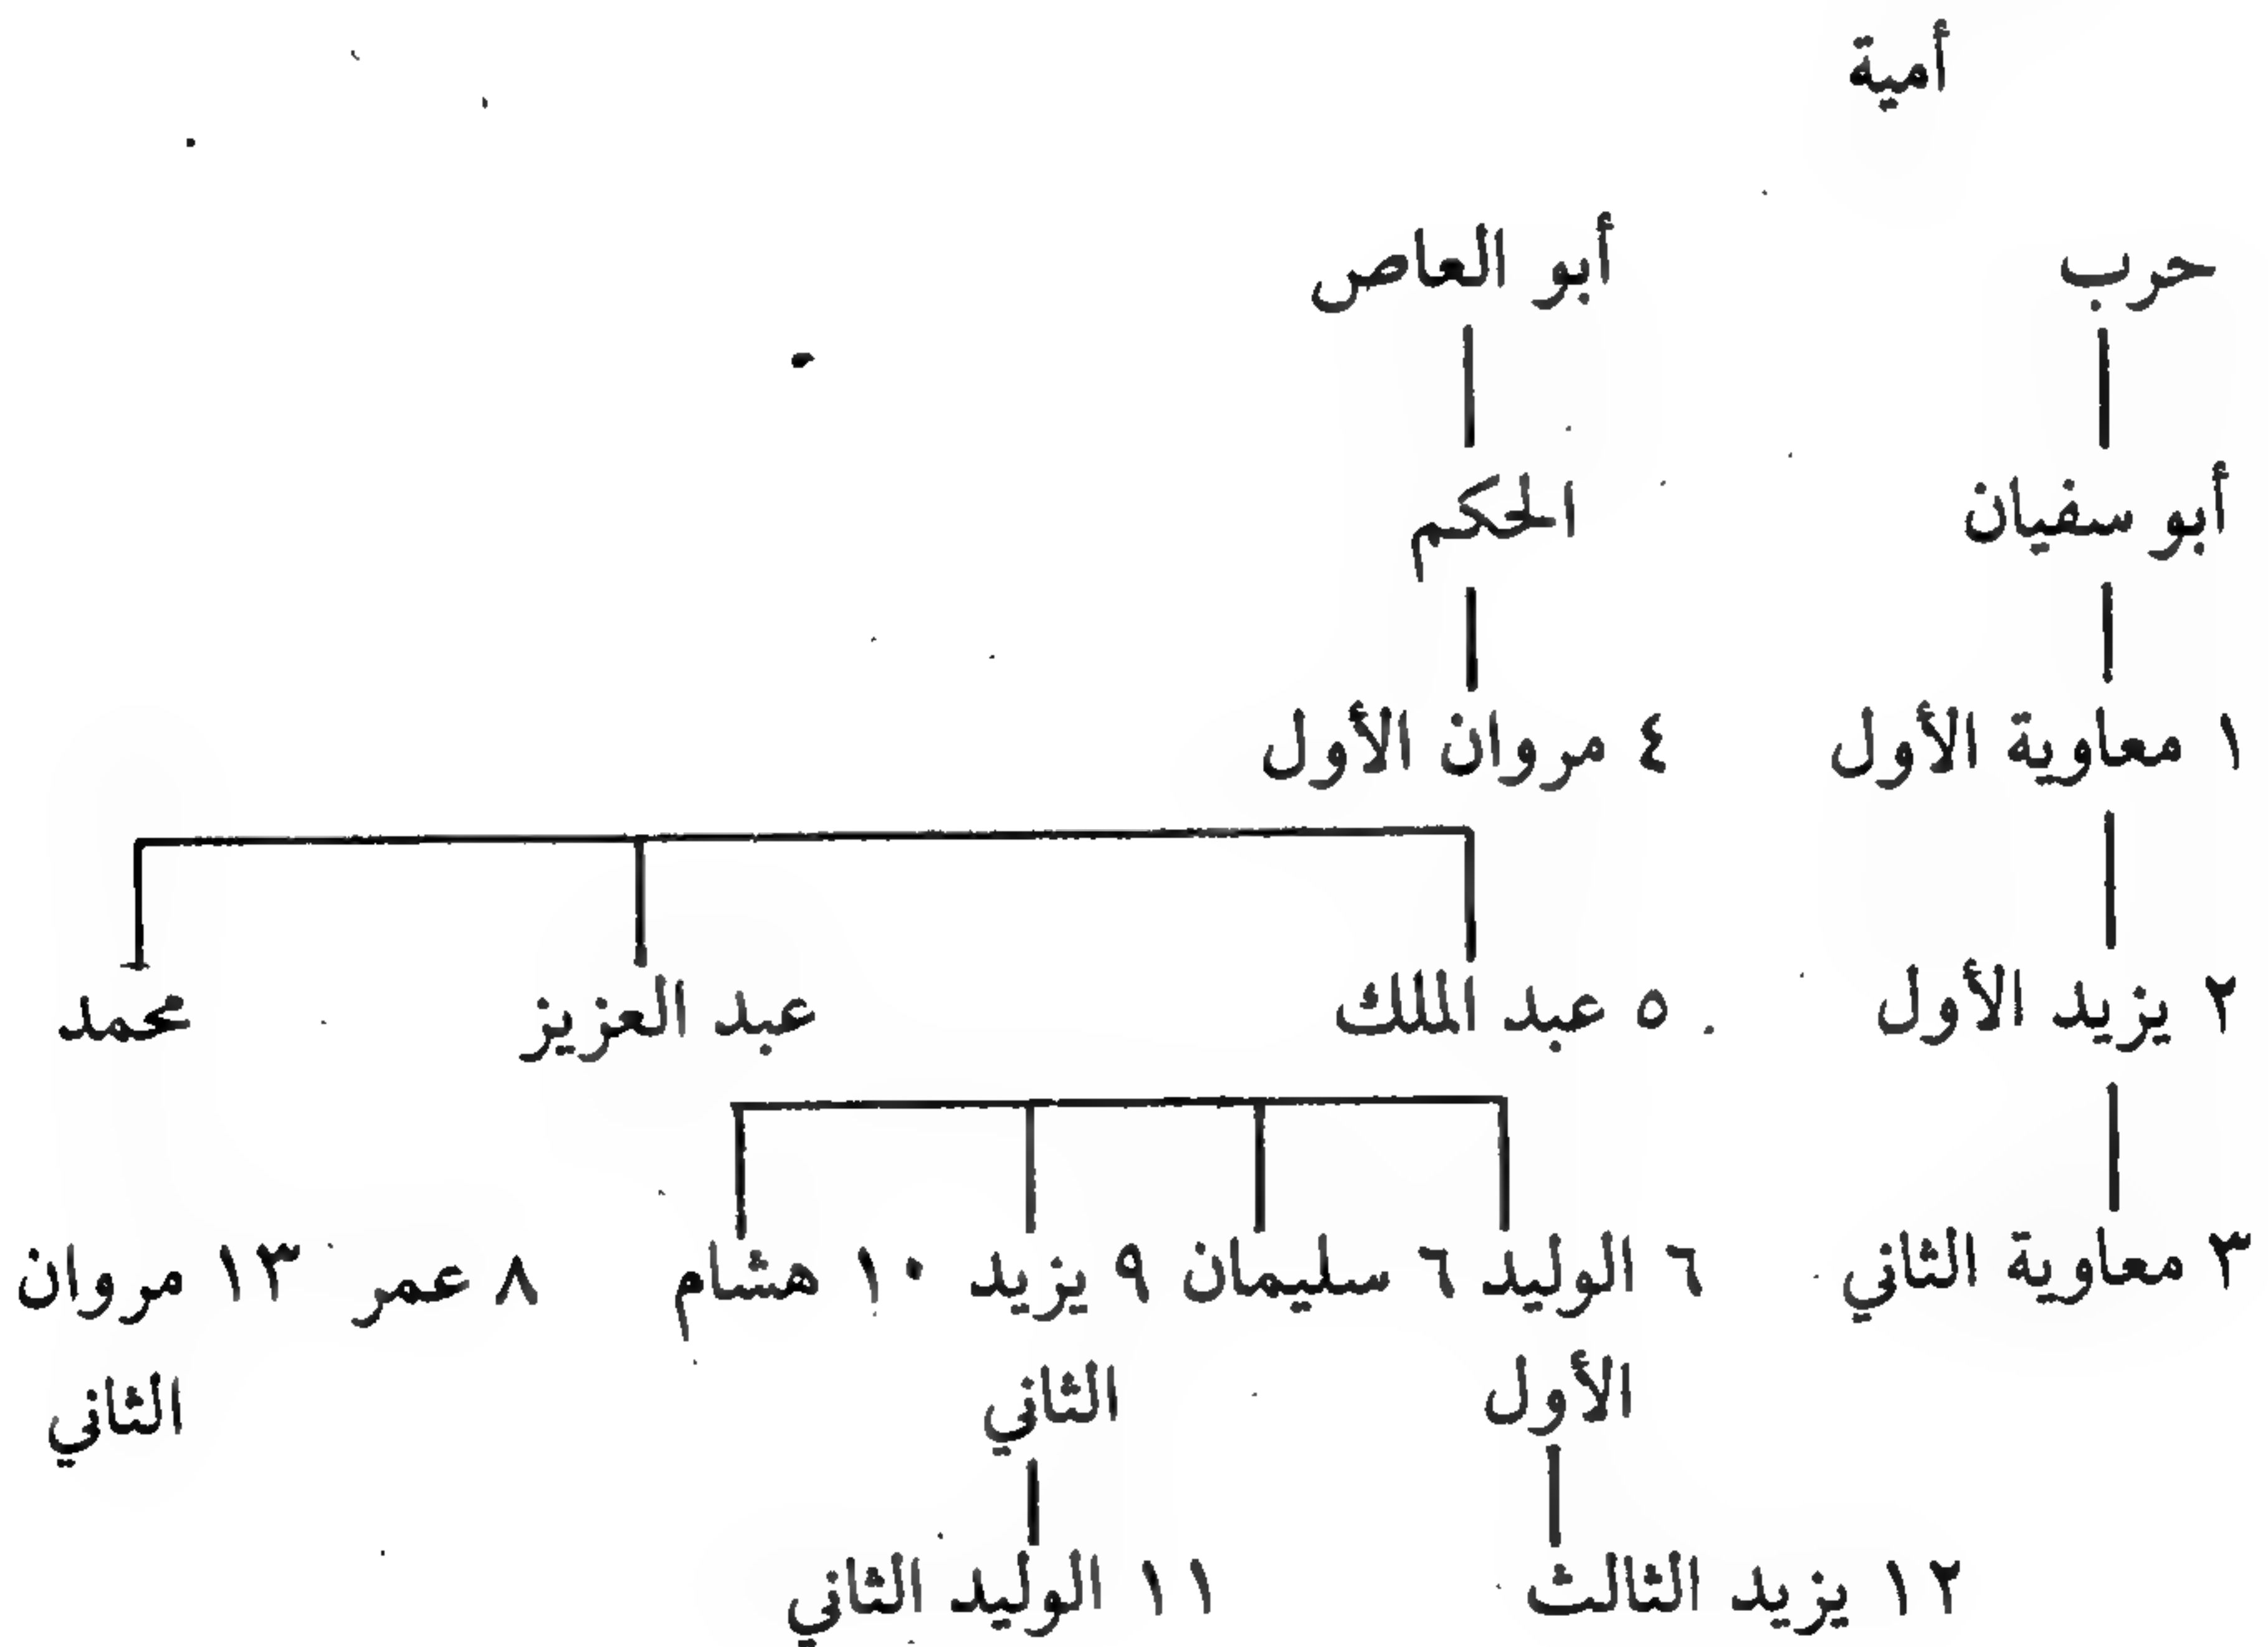 أمية
حرب أبو العاص
أبو سفيان الحكم
١ معاوية الأول ٤ مروان الأول
٢ يزيد الأول ٥ عبد الملك عبد العزيز محمد
٣ معاوية الثاني ٦ الوليد ٦ سليمان ٩ يزيد ١٠ هشام ٨ عمر ١٣ مروان
الأول الثاني الثاني
١٢ يزيد الثالث ١١ الوليد الثاني